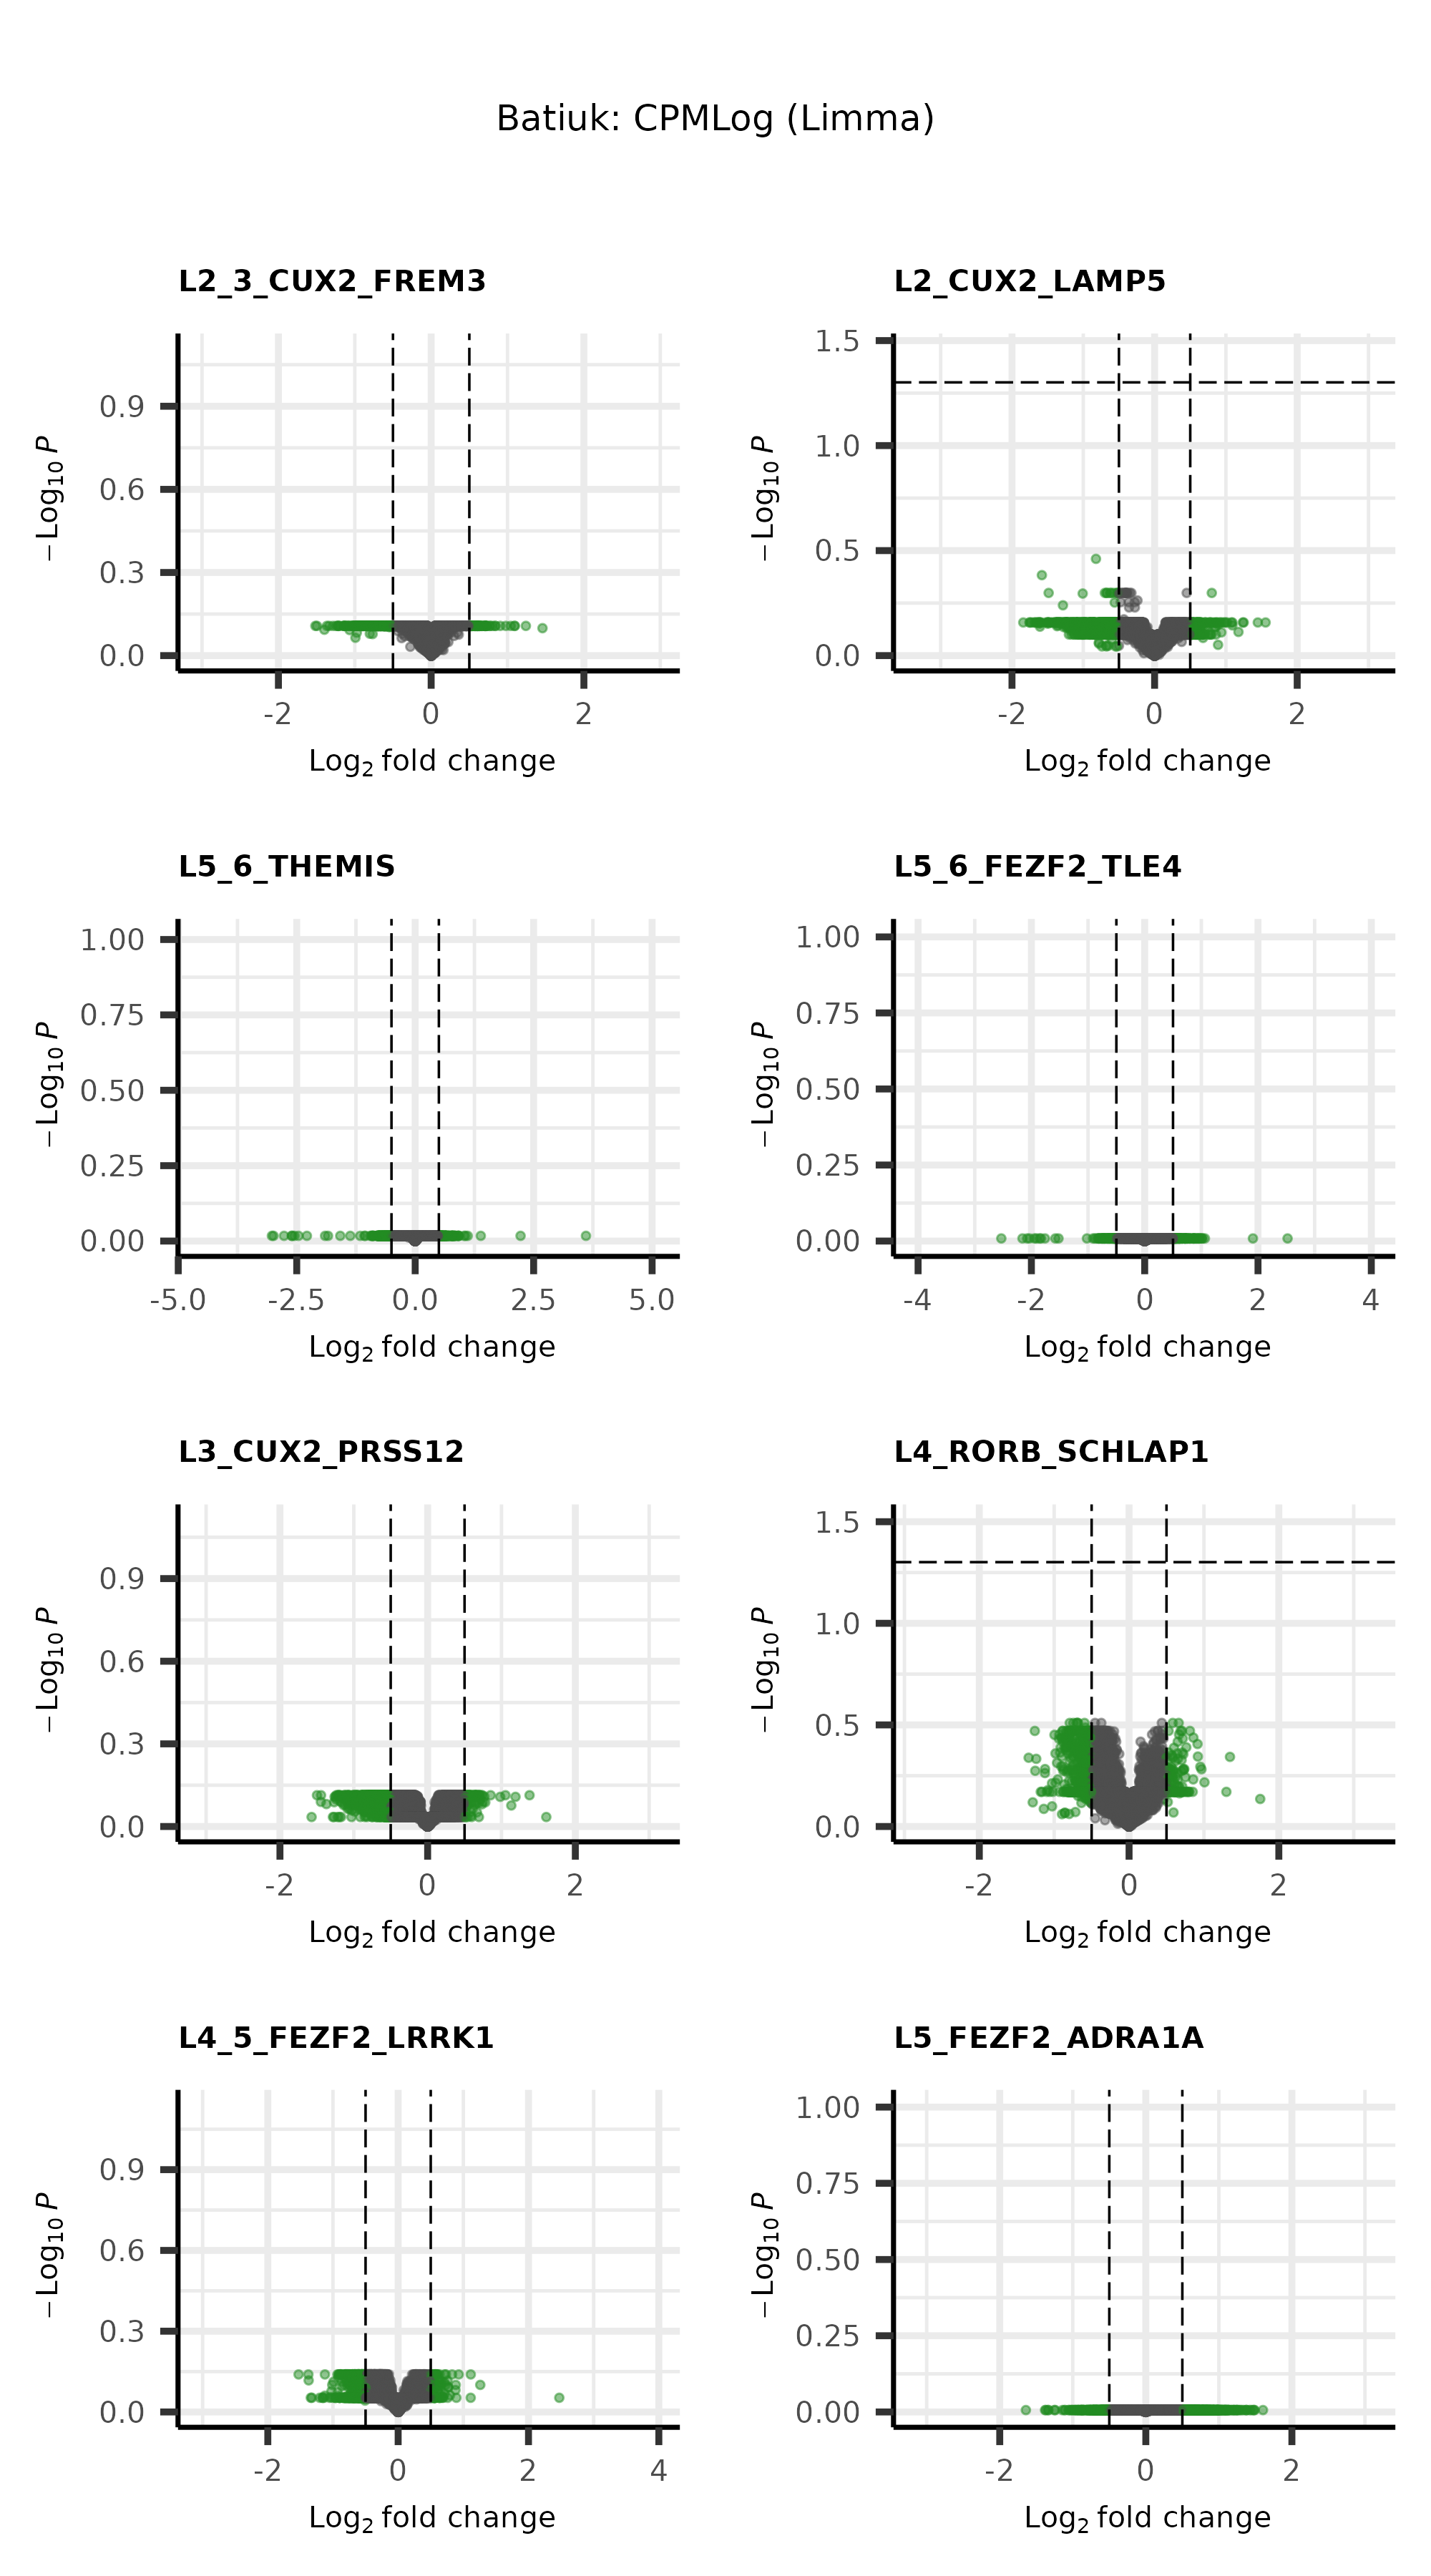 Batiuk: CPMLog (Limma)
L2_3_CUX2_FREM3
0.9
0.6
0.3
0.0
−Log10 P
-2 0 2
Log2 fold change
L2_CUX2_LAMP5
1.5
1.0
0.5
0.0
−Log10 P
-2 0 2
Log2 fold change
L5_6_THEMIS
1.00
0.75
0.50
0.25
0.00
−Log10 P
-5.0 -2.5 0.0 2.5 5.0
Log2 fold change
L5_6_FEZF2_TLE4
1.00
0.75
0.50
0.25
0.00
−Log10 P
-4 -2 0 2 4
Log2 fold change
L3_CUX2_PRSS12
0.9
0.6
0.3
0.0
−Log10 P
-2 0 2
Log2 fold change
L4_RORB_SCHLAP1
1.5
1.0
0.5
0.0
−Log10 P
-2 0 2
Log2 fold change
L4_5_FEZF2_LRRK1
0.9
0.6
0.3
0.0
−Log10 P
-2 0 2 4
Log2 fold change
L5_FEZF2_ADRA1A
1.00
0.75
0.50
0.25
0.00
−Log10 P
-2 0 2
Log2 fold change